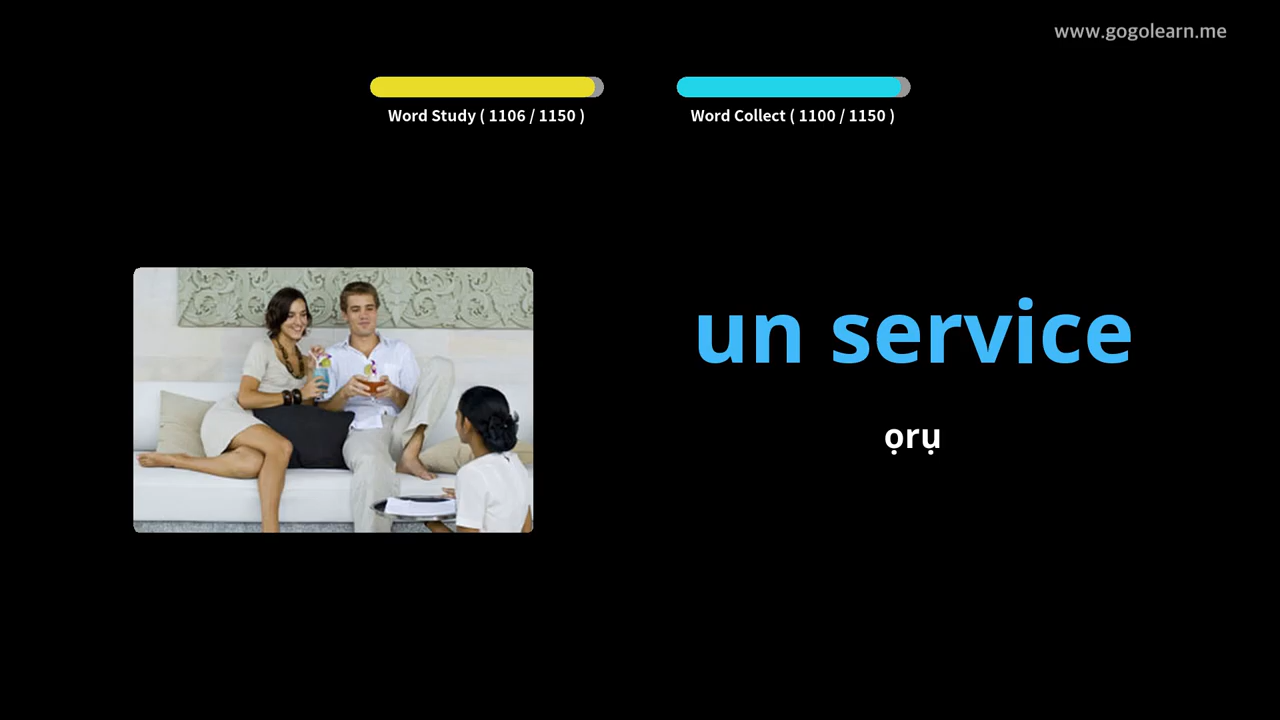 www.gogolearn.me
Word Study ( 1106 / 1150 )
Word Collect ( 1100 / 1150 )
un service
ọrụ